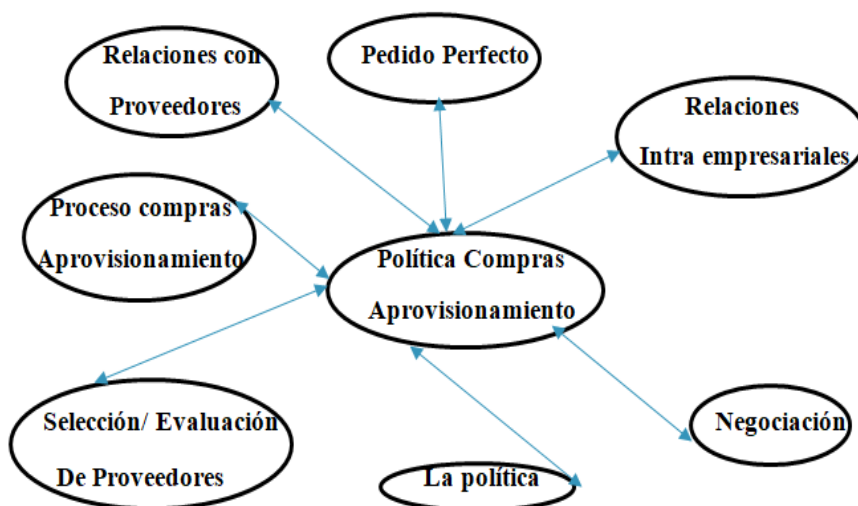 Relaciones con
Proveedores
Pedido Perfecto
Relaciones
Intra empresariales
Proceso compras
Aprovisionamiento
Política Compras
Aprovisionamiento
Selección/ Evaluación
De Proveedores
La política
Negociación